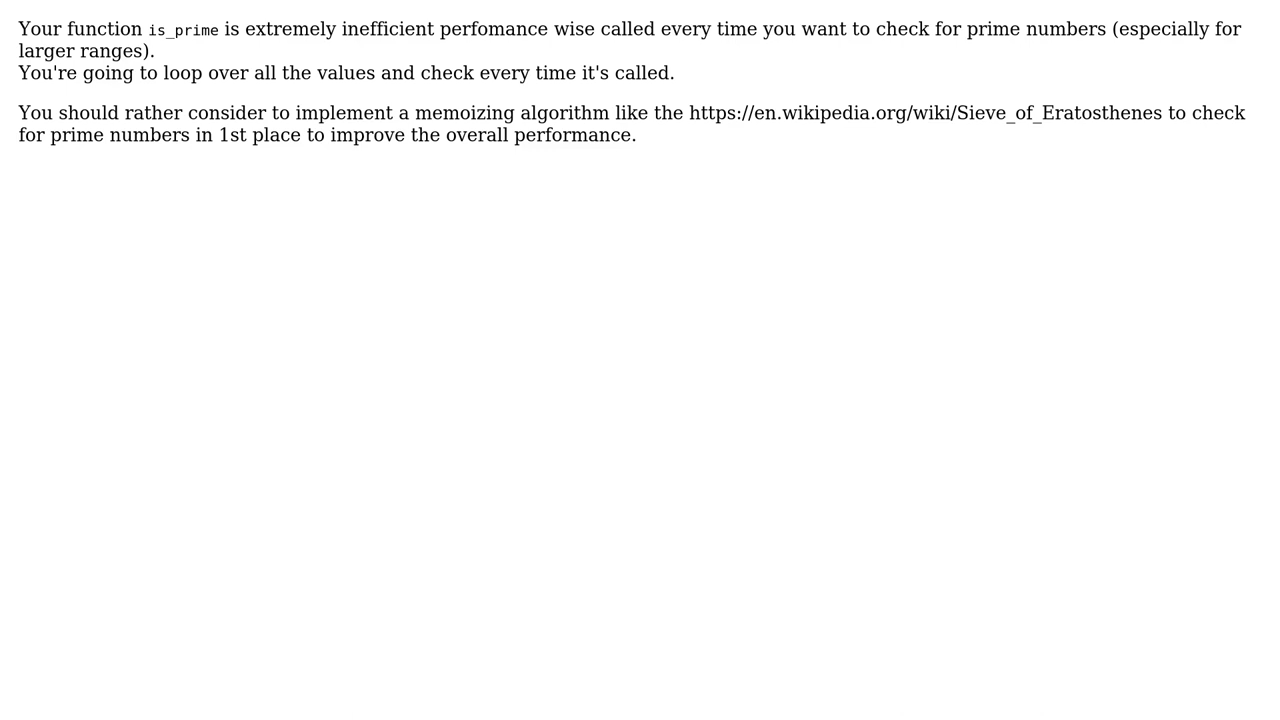 Your function is_prime is extremely inefficient perfomance wise called every time you want to check for prime numbers (especially for
larger ranges).
You're going to loop over all the values and check every time it's called.
You should rather consider to implement a memoizing algorithm like the https://en.wikipedia.org/wiki/Sieve_of_Eratosthenes to check
for prime numbers in 1st place to improve the overall performance.